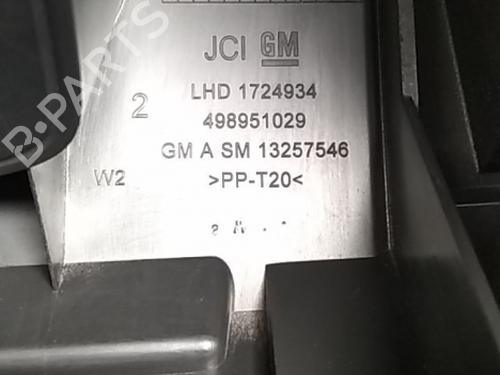 JCI GM
2
LHD 1724934
498951029
GM A SM 13257546
W2
>PP-T20<
B-PARTS